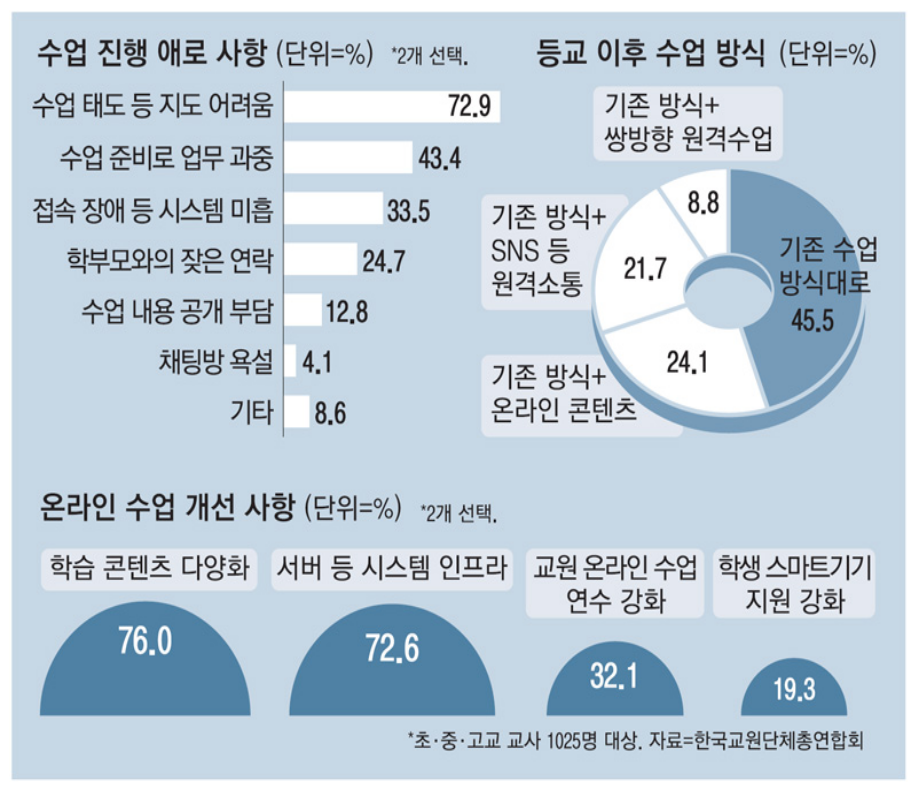 수업 진행 애로 사항 (단위=%) *2개 선택.
수업 태도 등 지도 어려움 72.9
수업 준비로 업무 과중 43.4
접속 장애 등 시스템 미흡 33.5
학부모와의 잦은 연락 24.7
수업 내용 공개 부담 12.8
채팅방 욕설 4.1
기타 8.6
등교 이후 수업 방식 (단위=%)
기존 방식+
쌍방향 원격수업
8.8
기존 방식+
SNS 등
원격소통
21.7
기존 수업
방식대로
45.5
기존 방식+
온라인 콘텐츠
24.1
온라인 수업 개선 사항 (단위=%) *2개 선택.
학습 콘텐츠 다양화
76.0
서버 등 시스템 인프라
72.6
교원 온라인 수업
연수 강화
32.1
학생 스마트기기
지원 강화
19.3
*초·중·고교 교사 1025명 대상. 자료=한국교원단체총연합회